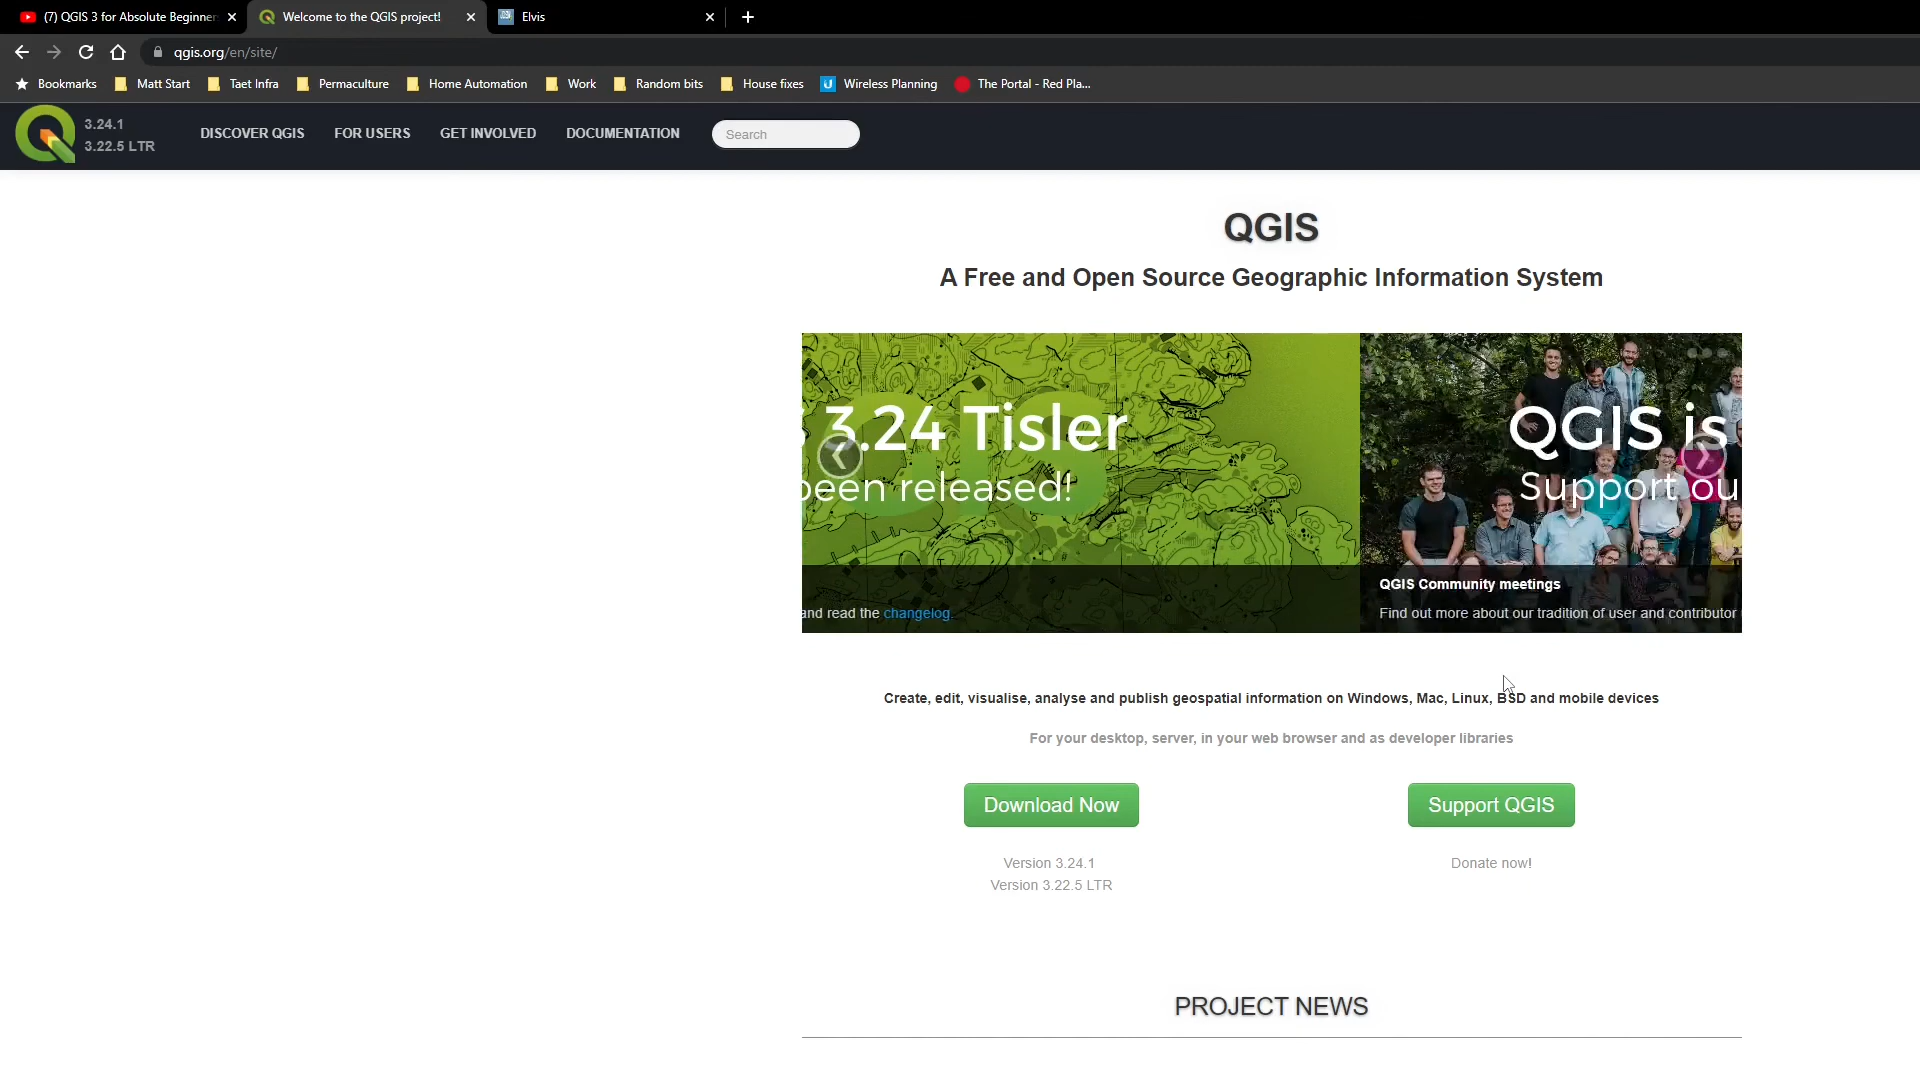 (7) QGIS 3 for Absolute Beginner
Welcome to the QGIS project!
Elvis
qgis.org/en/site/
Bookmarks
Matt Start
Taet Infra
Permaculture
Home Automation
Work
Random bits
House fixes
Wireless Planning
The Portal - Red Pla...
3.24.1
3.22.5 LTR
DISCOVER QGIS
FOR USERS
GET INVOLVED
DOCUMENTATION
Search
QGIS
A Free and Open Source Geographic Information System
3.24 Tisler
been released!
and read the changelog.
QGIS is
Support ou
QGIS Community meetings
Find out more about our tradition of user and contributor
Create, edit, visualise, analyse and publish geospatial information on Windows, Mac, Linux, BSD and mobile devices
For your desktop, server, in your web browser and as developer libraries
Download Now
Support QGIS
Version 3.24.1
Version 3.22.5 LTR
Donate now!
PROJECT NEWS